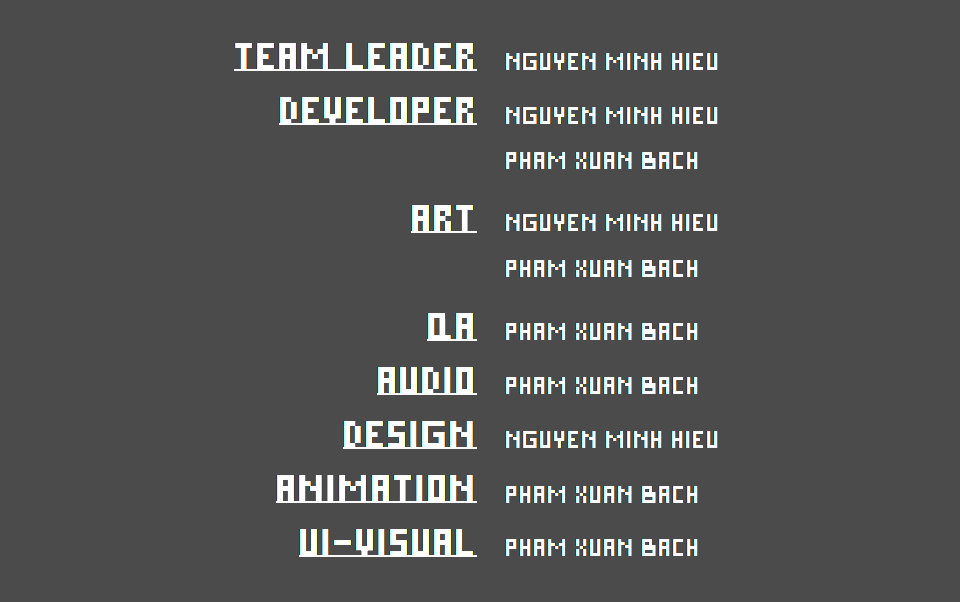 TEAM LEADER NGUYEN MINH HIEU
DEVELOPER NGUYEN MINH HIEU
PHAM XUAN BACH
ART NGUYEN MINH HIEU
PHAM XUAN BACH
QA PHAM XUAN BACH
AUDIO PHAM XUAN BACH
DESIGN NGUYEN MINH HIEU
ANIMATION PHAM XUAN BACH
UI-VISUAL PHAM XUAN BACH